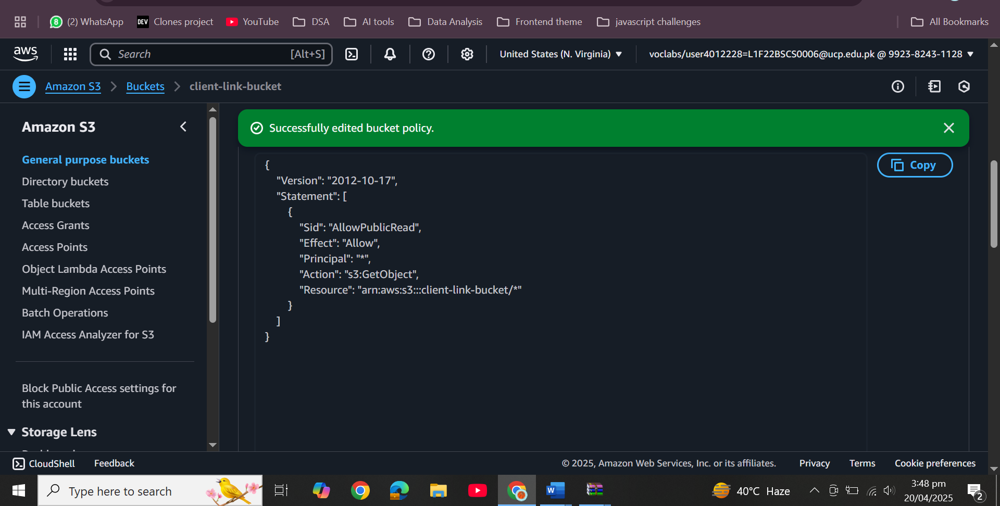 8 (2) WhatsApp
DEV Clones project
YouTube
DSA
AI tools
Data Analysis
Frontend theme
javascript challenges
All Bookmarks
aws
Search [Alt+S]
United States (N. Virginia)
voclabs/user4012228=L1F22BSCS0006@ucp.edu.pk @ 9923-8243-1128
Amazon S3 > Buckets > client-link-bucket
Amazon S3
General purpose buckets
Directory buckets
Table buckets
Access Grants
Access Points
Object Lambda Access Points
Multi-Region Access Points
Batch Operations
IAM Access Analyzer for S3
Block Public Access settings for
this account
Storage Lens
Successfully edited bucket policy.
Copy
{
"Version": "2012-10-17",
"Statement": [
{
"Sid": "AllowPublicRead",
"Effect": "Allow",
"Principal": "*",
"Action": "s3:GetObject",
"Resource": "arn:aws:s3:::client-link-bucket/*"
}
]
}
CloudShell
Feedback
© 2025, Amazon Web Services, Inc. or its affiliates.
Privacy
Terms
Cookie preferences
Type here to search
W
40°C Haze
3:48 pm
20/04/2025
2